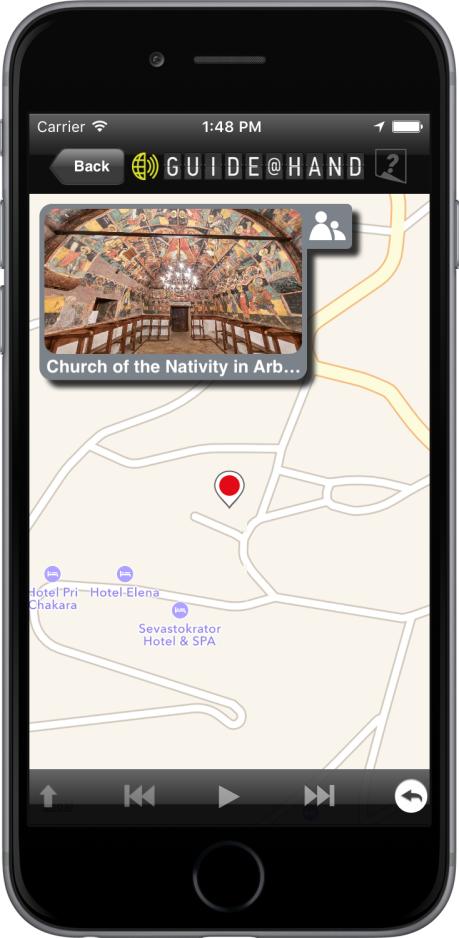 Carrier 1:48 PM
Back GUIDE@HAND
Church of the Nativity in Arb...
Hotel Pri
Chakara
Hotel Elena
Sevastokrator
Hotel & SPA